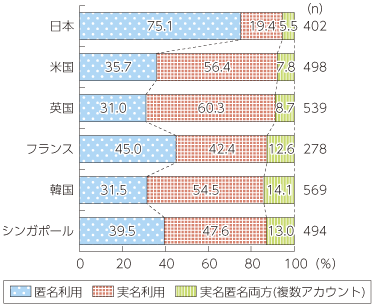 (n)
日本 75.1 19.4 5.5 402
米国 35.7 56.4 7.8 498
英国 31.0 60.3 8.7 539
フランス 45.0 42.4 12.6 278
韓国 31.5 54.5 14.1 569
シンガポール 39.5 47.6 13.0 494
0 20 40 60 80 100 (%)
匿名利用 実名利用 実名匿名両方(複数アカウント)